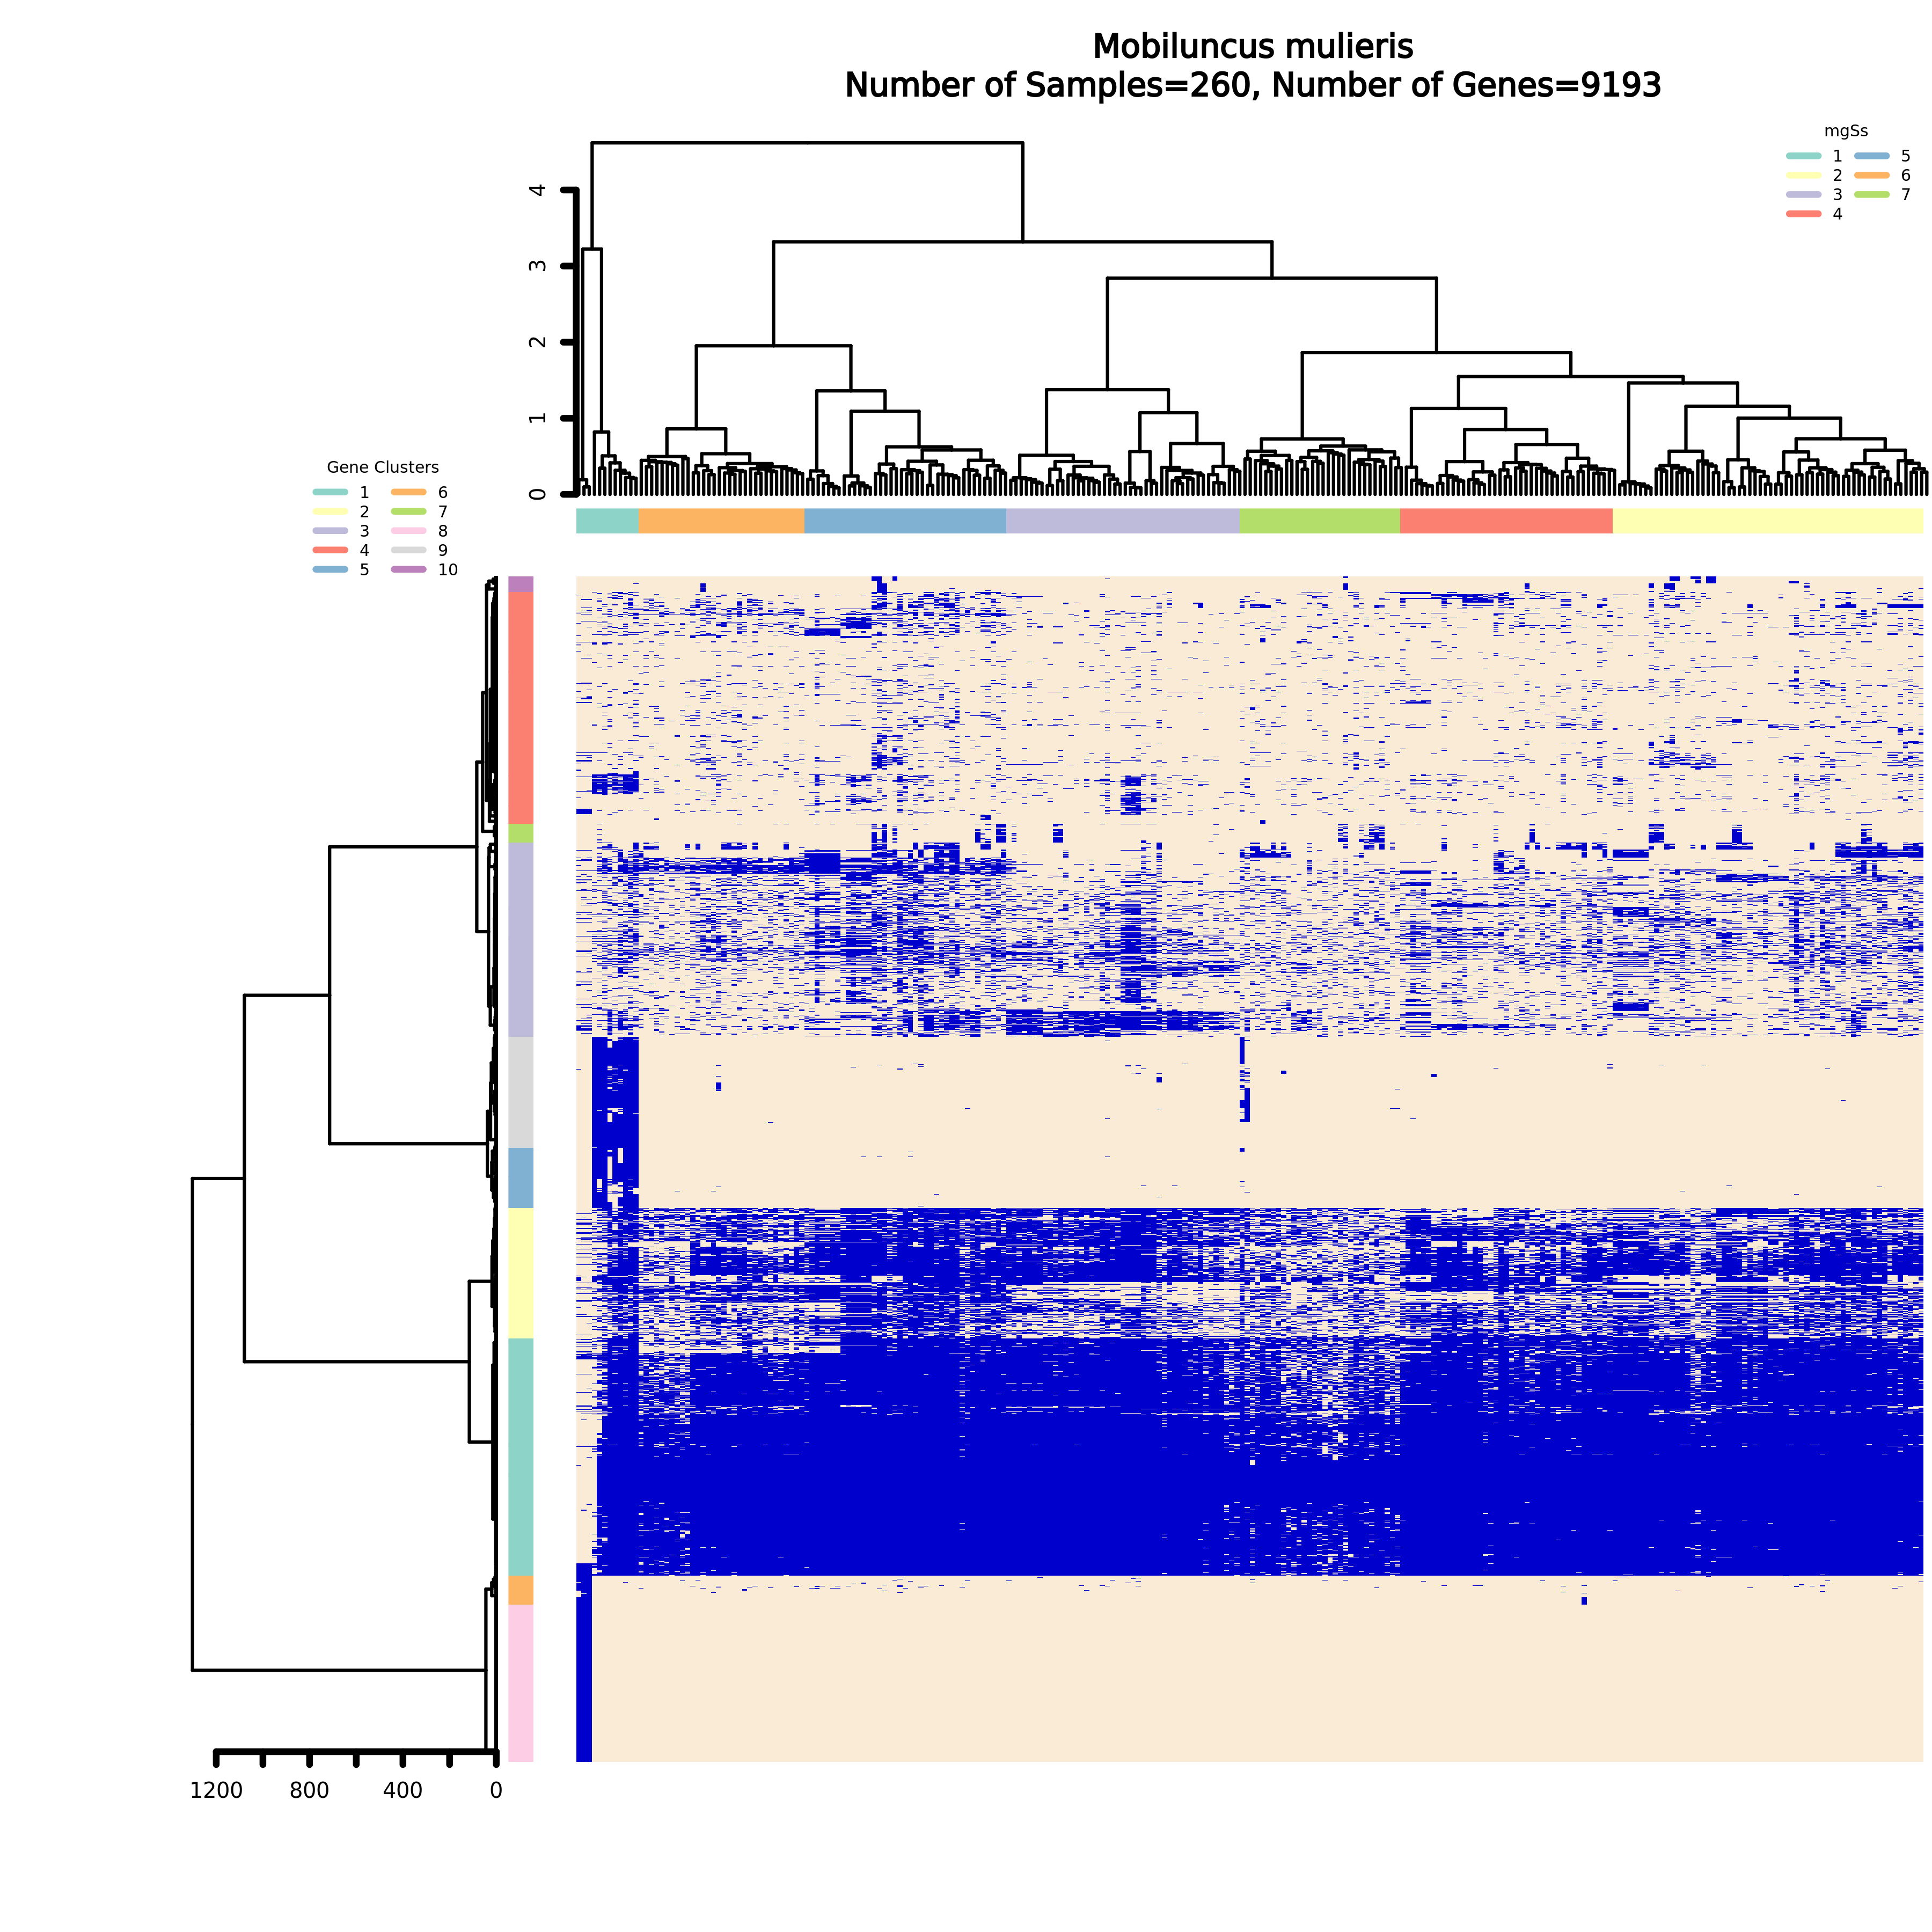 Mobiluncus mulieris
Number of Samples=260, Number of Genes=9193
mgSs
1 5
2 6
3 7
4
4
3
2
1
0
Gene Clusters
1 6
2 7
3 8
4 9
5 10
1200 800 400 0